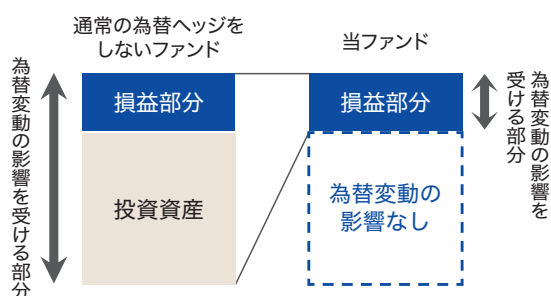 通常の為替ヘッジを
しないファンド
当ファンド
為替変動の影響を受ける部分
損益部分
投資資産
損益部分
為替変動の
影響なし
為替変動の影響を
受ける部分